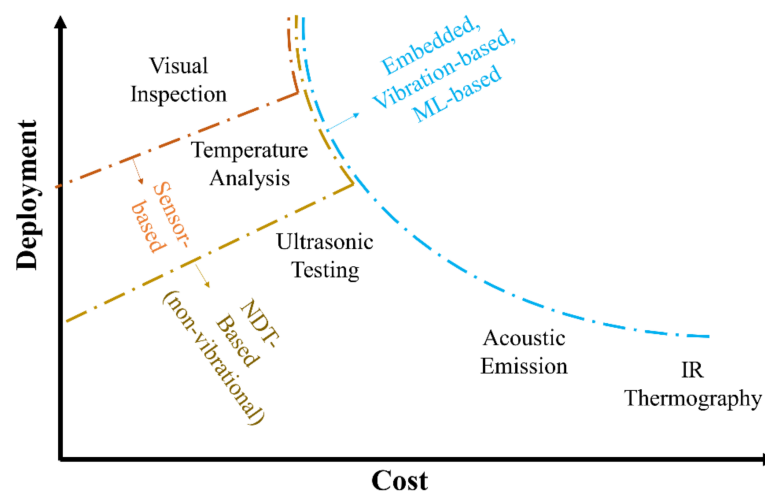 Visual
Inspection
Embedded,
Vibration-based,
ML-based
Temperature
Analysis
Sensor-
based
Ultrasonic
Testing
NDT-
Based
(non-vibrational)
Acoustic
Emission
IR
Thermography
Deployment
Cost